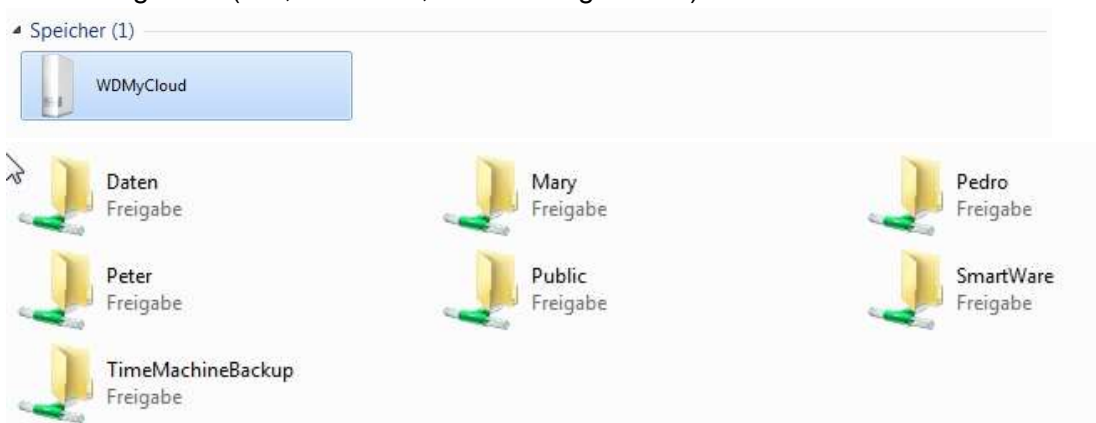 Speicher (1)
WDMyCloud
Daten Mary Pedro
Freigabe Freigabe Freigabe
Peter Public SmartWare
Freigabe Freigabe Freigabe
TimeMachineBackup
Freigabe